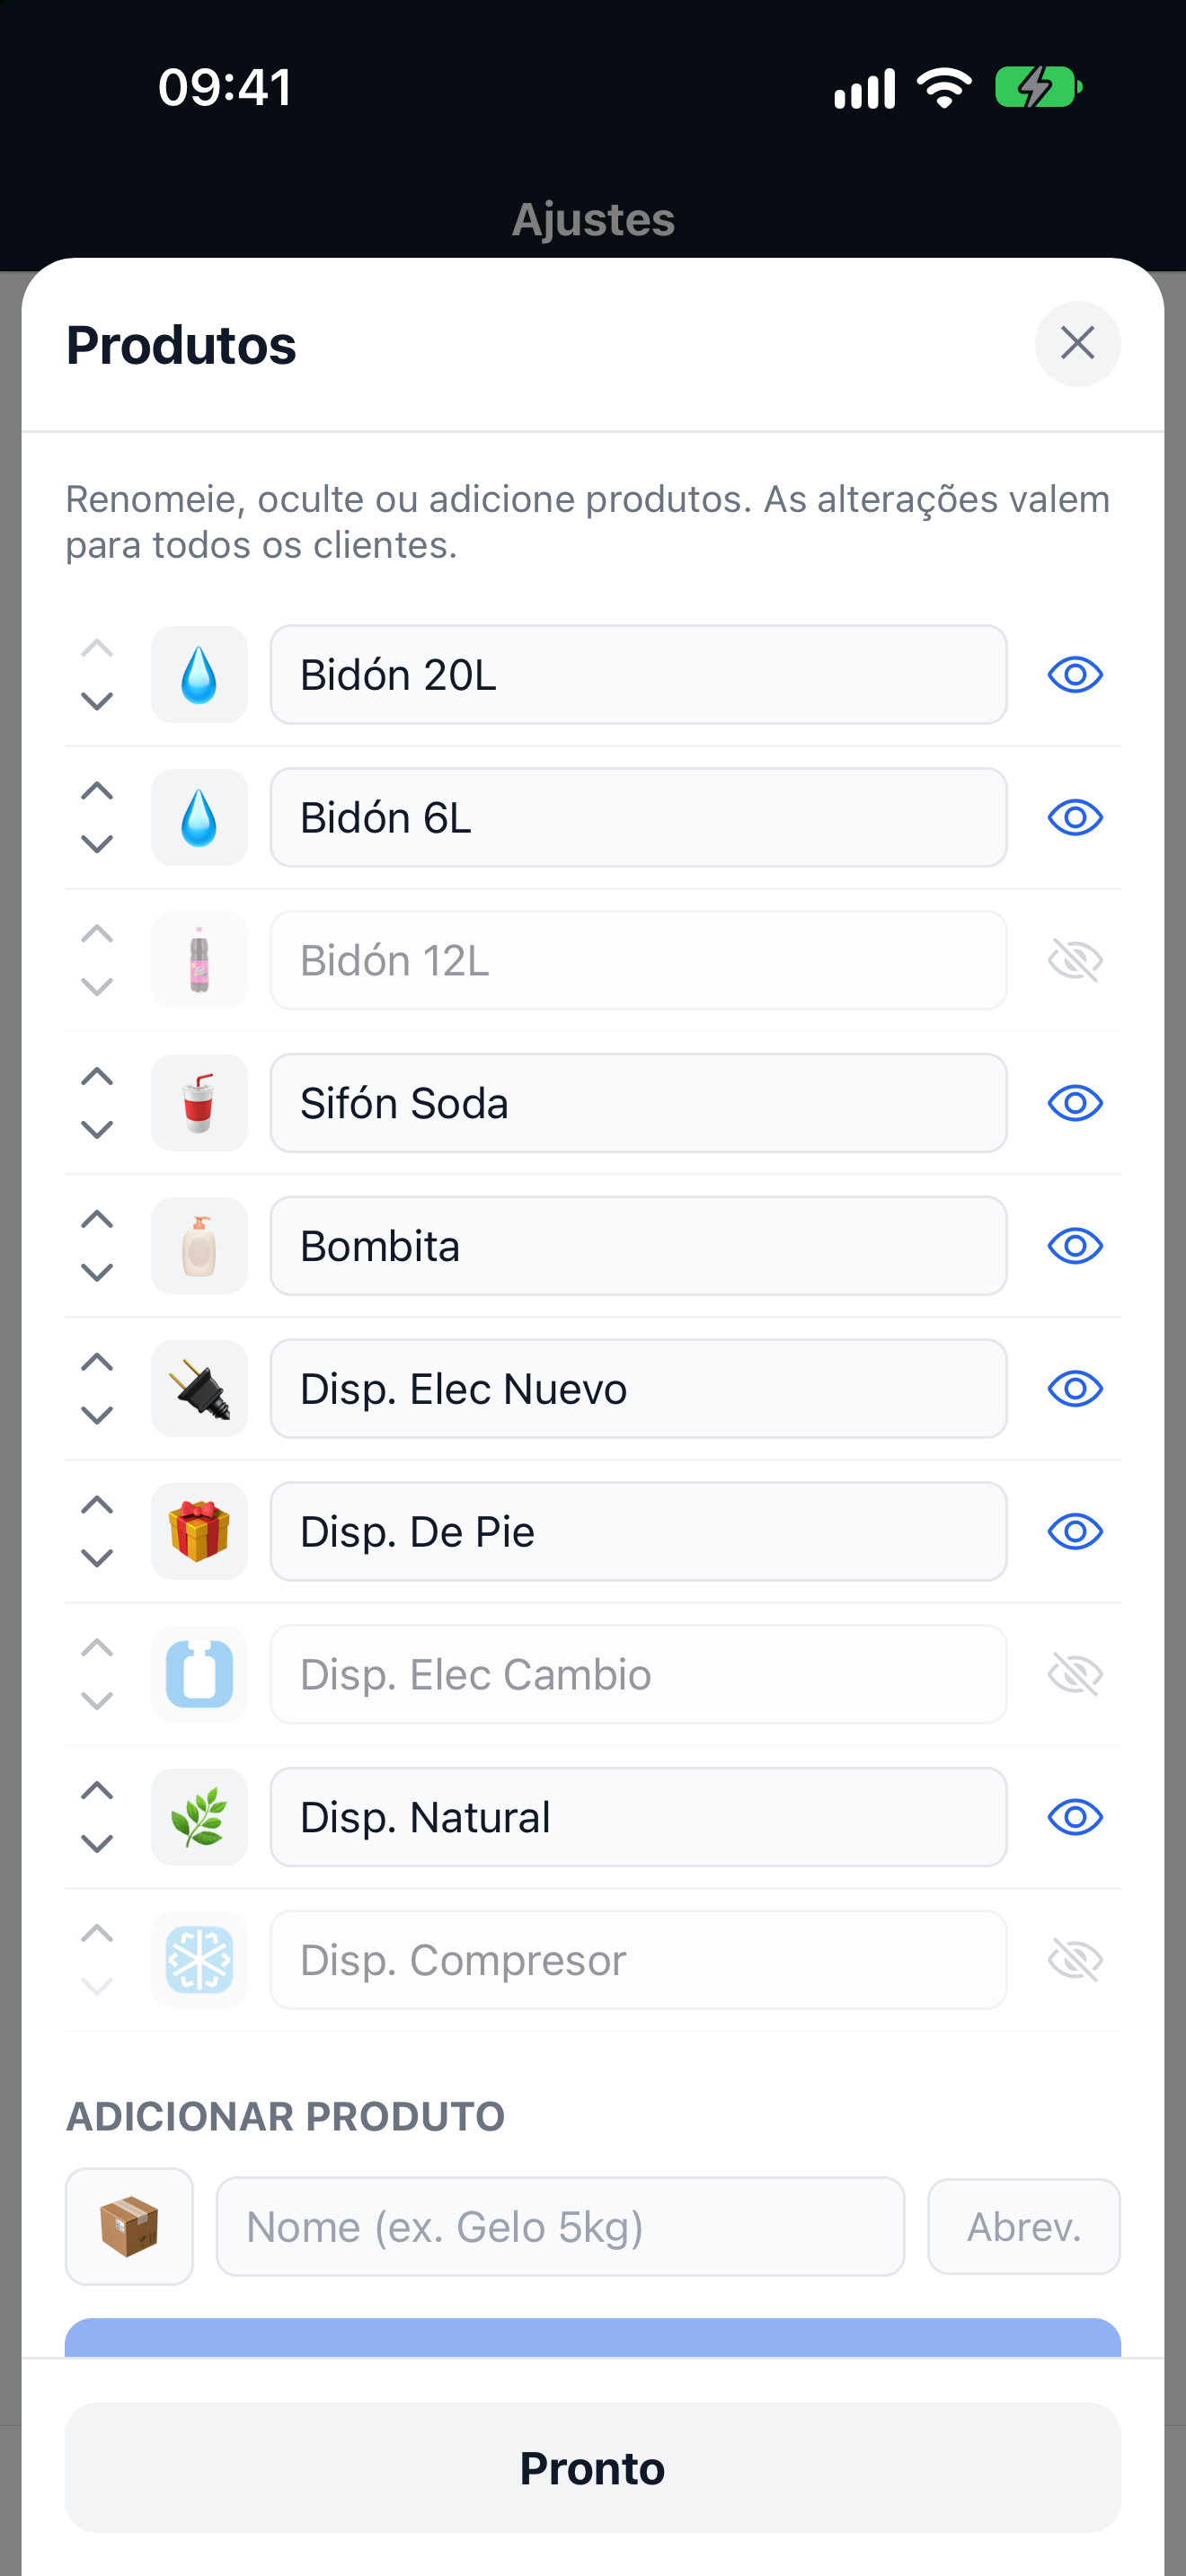 09:41
Ajustes
Produtos
Renomeie, oculte ou adicione produtos. As alterações valem
para todos os clientes.
Bidón 20L
Bidón 6L
Bidón 12L
Sifón Soda
Bombita
Disp. Elec Nuevo
Disp. De Pie
Disp. Elec Cambio
Disp. Natural
Disp. Compresor
ADICIONAR PRODUTO
Nome (ex. Gelo 5kg)
Abrev.
Pronto